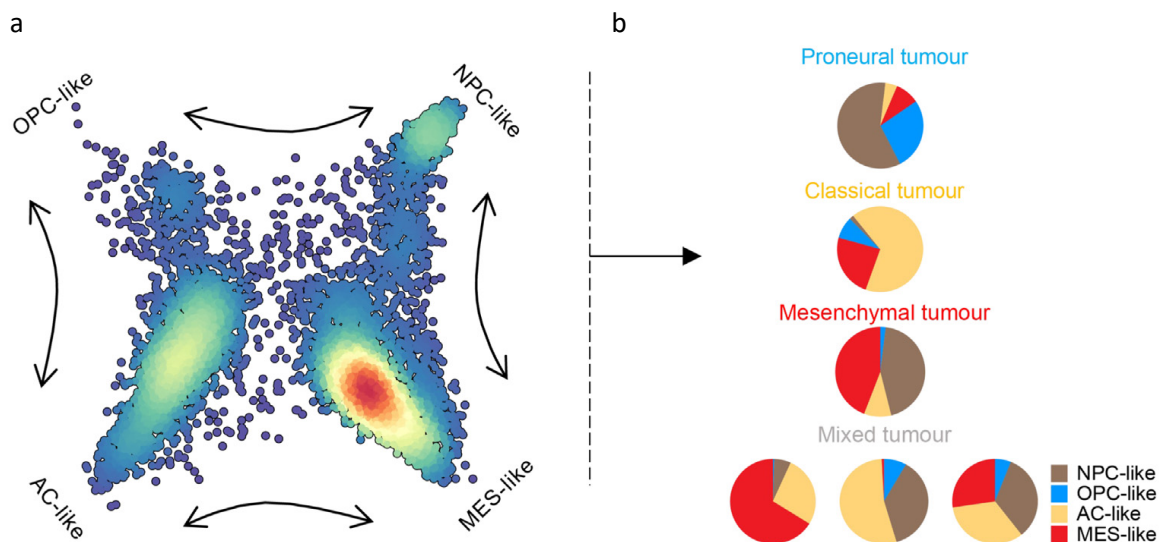 a
OPC-like
NPC-like
AC-like
MES-like
b
Proneural tumour
Classical tumour
Mesenchymal tumour
Mixed tumour
NPC-like
OPC-like
AC-like
MES-like